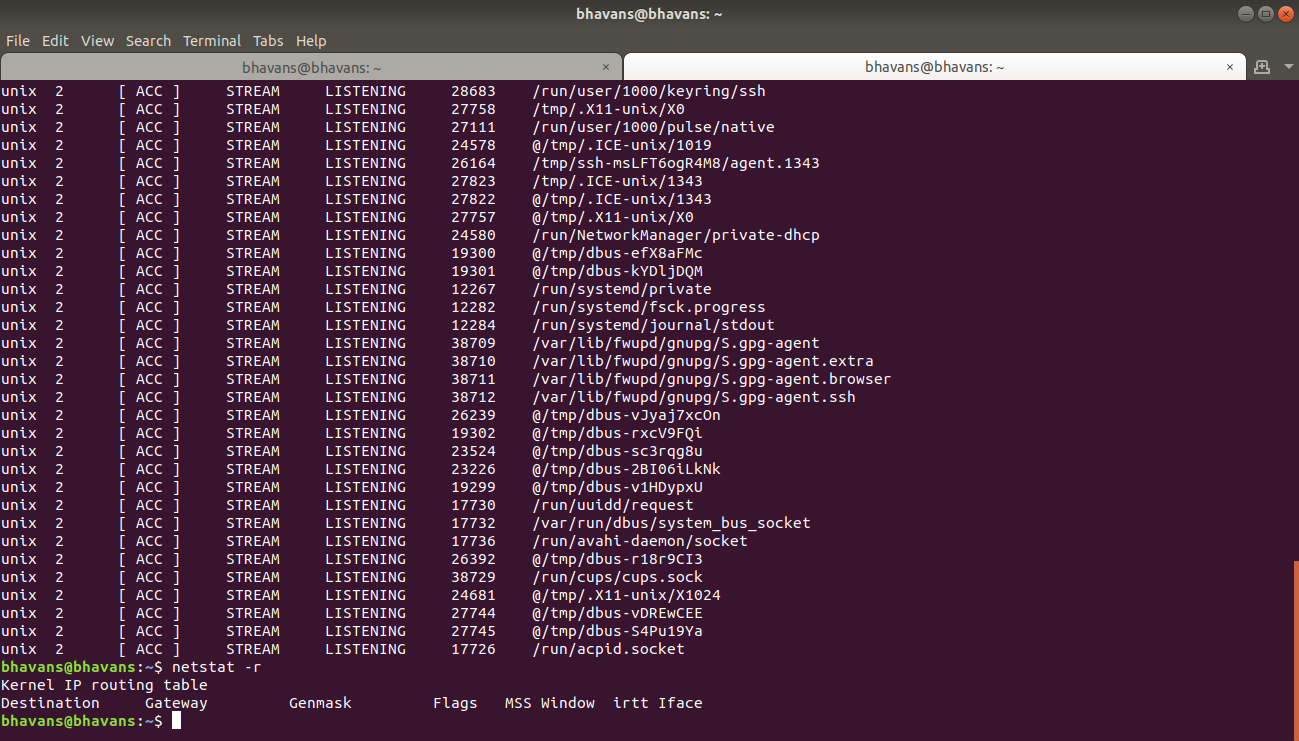 bhavans@bhavans: ~
File Edit View Search Terminal Tabs Help
bhavans@bhavans: ~ × bhavans@bhavans: ~ ×
unix 2 [ ACC ] STREAM LISTENING 28683 /run/user/1000/keyring/ssh
unix 2 [ ACC ] STREAM LISTENING 27758 /tmp/.X11-unix/X0
unix 2 [ ACC ] STREAM LISTENING 27111 /run/user/1000/pulse/native
unix 2 [ ACC ] STREAM LISTENING 24578 @/tmp/.ICE-unix/1019
unix 2 [ ACC ] STREAM LISTENING 26164 /tmp/ssh-msLFT6ogR4M8/agent.1343
unix 2 [ ACC ] STREAM LISTENING 27823 /tmp/.ICE-unix/1343
unix 2 [ ACC ] STREAM LISTENING 27822 @/tmp/.ICE-unix/1343
unix 2 [ ACC ] STREAM LISTENING 27757 @/tmp/.X11-unix/X0
unix 2 [ ACC ] STREAM LISTENING 24580 /run/NetworkManager/private-dhcp
unix 2 [ ACC ] STREAM LISTENING 19300 @/tmp/dbus-efX8aFMc
unix 2 [ ACC ] STREAM LISTENING 19301 @/tmp/dbus-kYDljDQM
unix 2 [ ACC ] STREAM LISTENING 12267 /run/systemd/private
unix 2 [ ACC ] STREAM LISTENING 12282 /run/systemd/fsck.progress
unix 2 [ ACC ] STREAM LISTENING 12284 /run/systemd/journal/stdout
unix 2 [ ACC ] STREAM LISTENING 38709 /var/lib/fwupd/gnupg/S.gpg-agent
unix 2 [ ACC ] STREAM LISTENING 38710 /var/lib/fwupd/gnupg/S.gpg-agent.extra
unix 2 [ ACC ] STREAM LISTENING 38711 /var/lib/fwupd/gnupg/S.gpg-agent.browser
unix 2 [ ACC ] STREAM LISTENING 38712 /var/lib/fwupd/gnupg/S.gpg-agent.ssh
unix 2 [ ACC ] STREAM LISTENING 26239 @/tmp/dbus-vJyaj7xcOn
unix 2 [ ACC ] STREAM LISTENING 19302 @/tmp/dbus-rxcV9FQi
unix 2 [ ACC ] STREAM LISTENING 23524 @/tmp/dbus-sc3rqg8u
unix 2 [ ACC ] STREAM LISTENING 23226 @/tmp/dbus-2BI06iLkNk
unix 2 [ ACC ] STREAM LISTENING 19299 @/tmp/dbus-v1HDypxU
unix 2 [ ACC ] STREAM LISTENING 17730 /run/uuidd/request
unix 2 [ ACC ] STREAM LISTENING 17732 /var/run/dbus/system_bus_socket
unix 2 [ ACC ] STREAM LISTENING 17736 /run/avahi-daemon/socket
unix 2 [ ACC ] STREAM LISTENING 26392 @/tmp/dbus-r18r9CI3
unix 2 [ ACC ] STREAM LISTENING 38729 /run/cups/cups.sock
unix 2 [ ACC ] STREAM LISTENING 24681 @/tmp/.X11-unix/X1024
unix 2 [ ACC ] STREAM LISTENING 27744 @/tmp/dbus-vDREwCEE
unix 2 [ ACC ] STREAM LISTENING 27745 @/tmp/dbus-S4Pu19Ya
unix 2 [ ACC ] STREAM LISTENING 17726 /run/acpid.socket
bhavans@bhavans:~$ netstat -r
Kernel IP routing table
Destination Gateway Genmask Flags MSS Window irtt Iface
bhavans@bhavans:~$